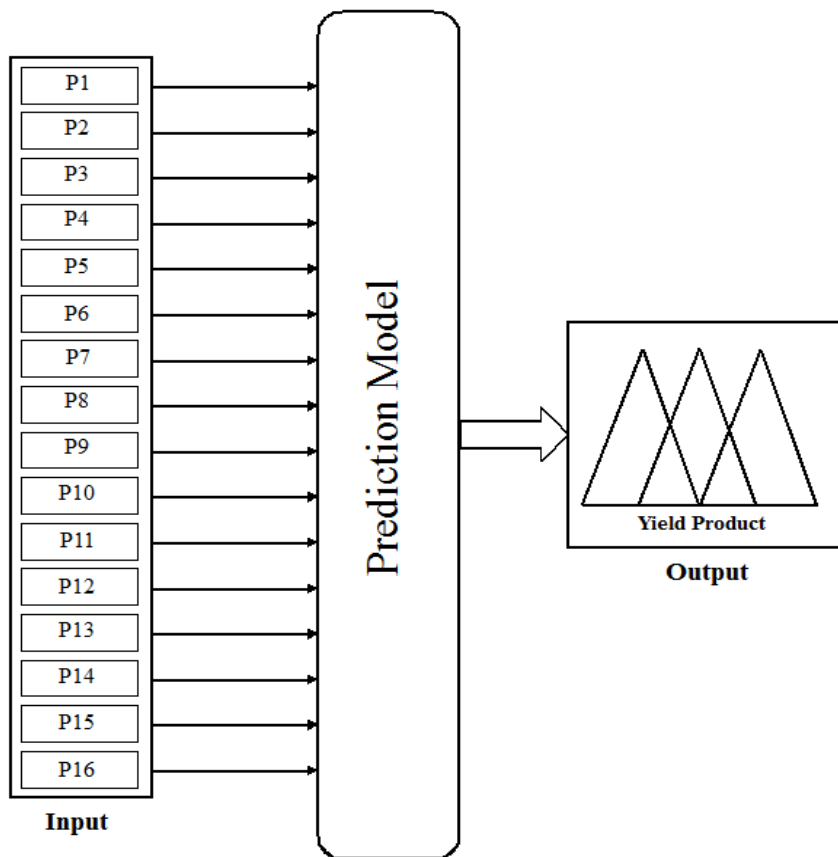 P1
P2
P3
P4
P5
P6
P7
P8
P9
P10
P11
P12
P13
P14
P15
P16
Input
Prediction Model
Yield Product
Output